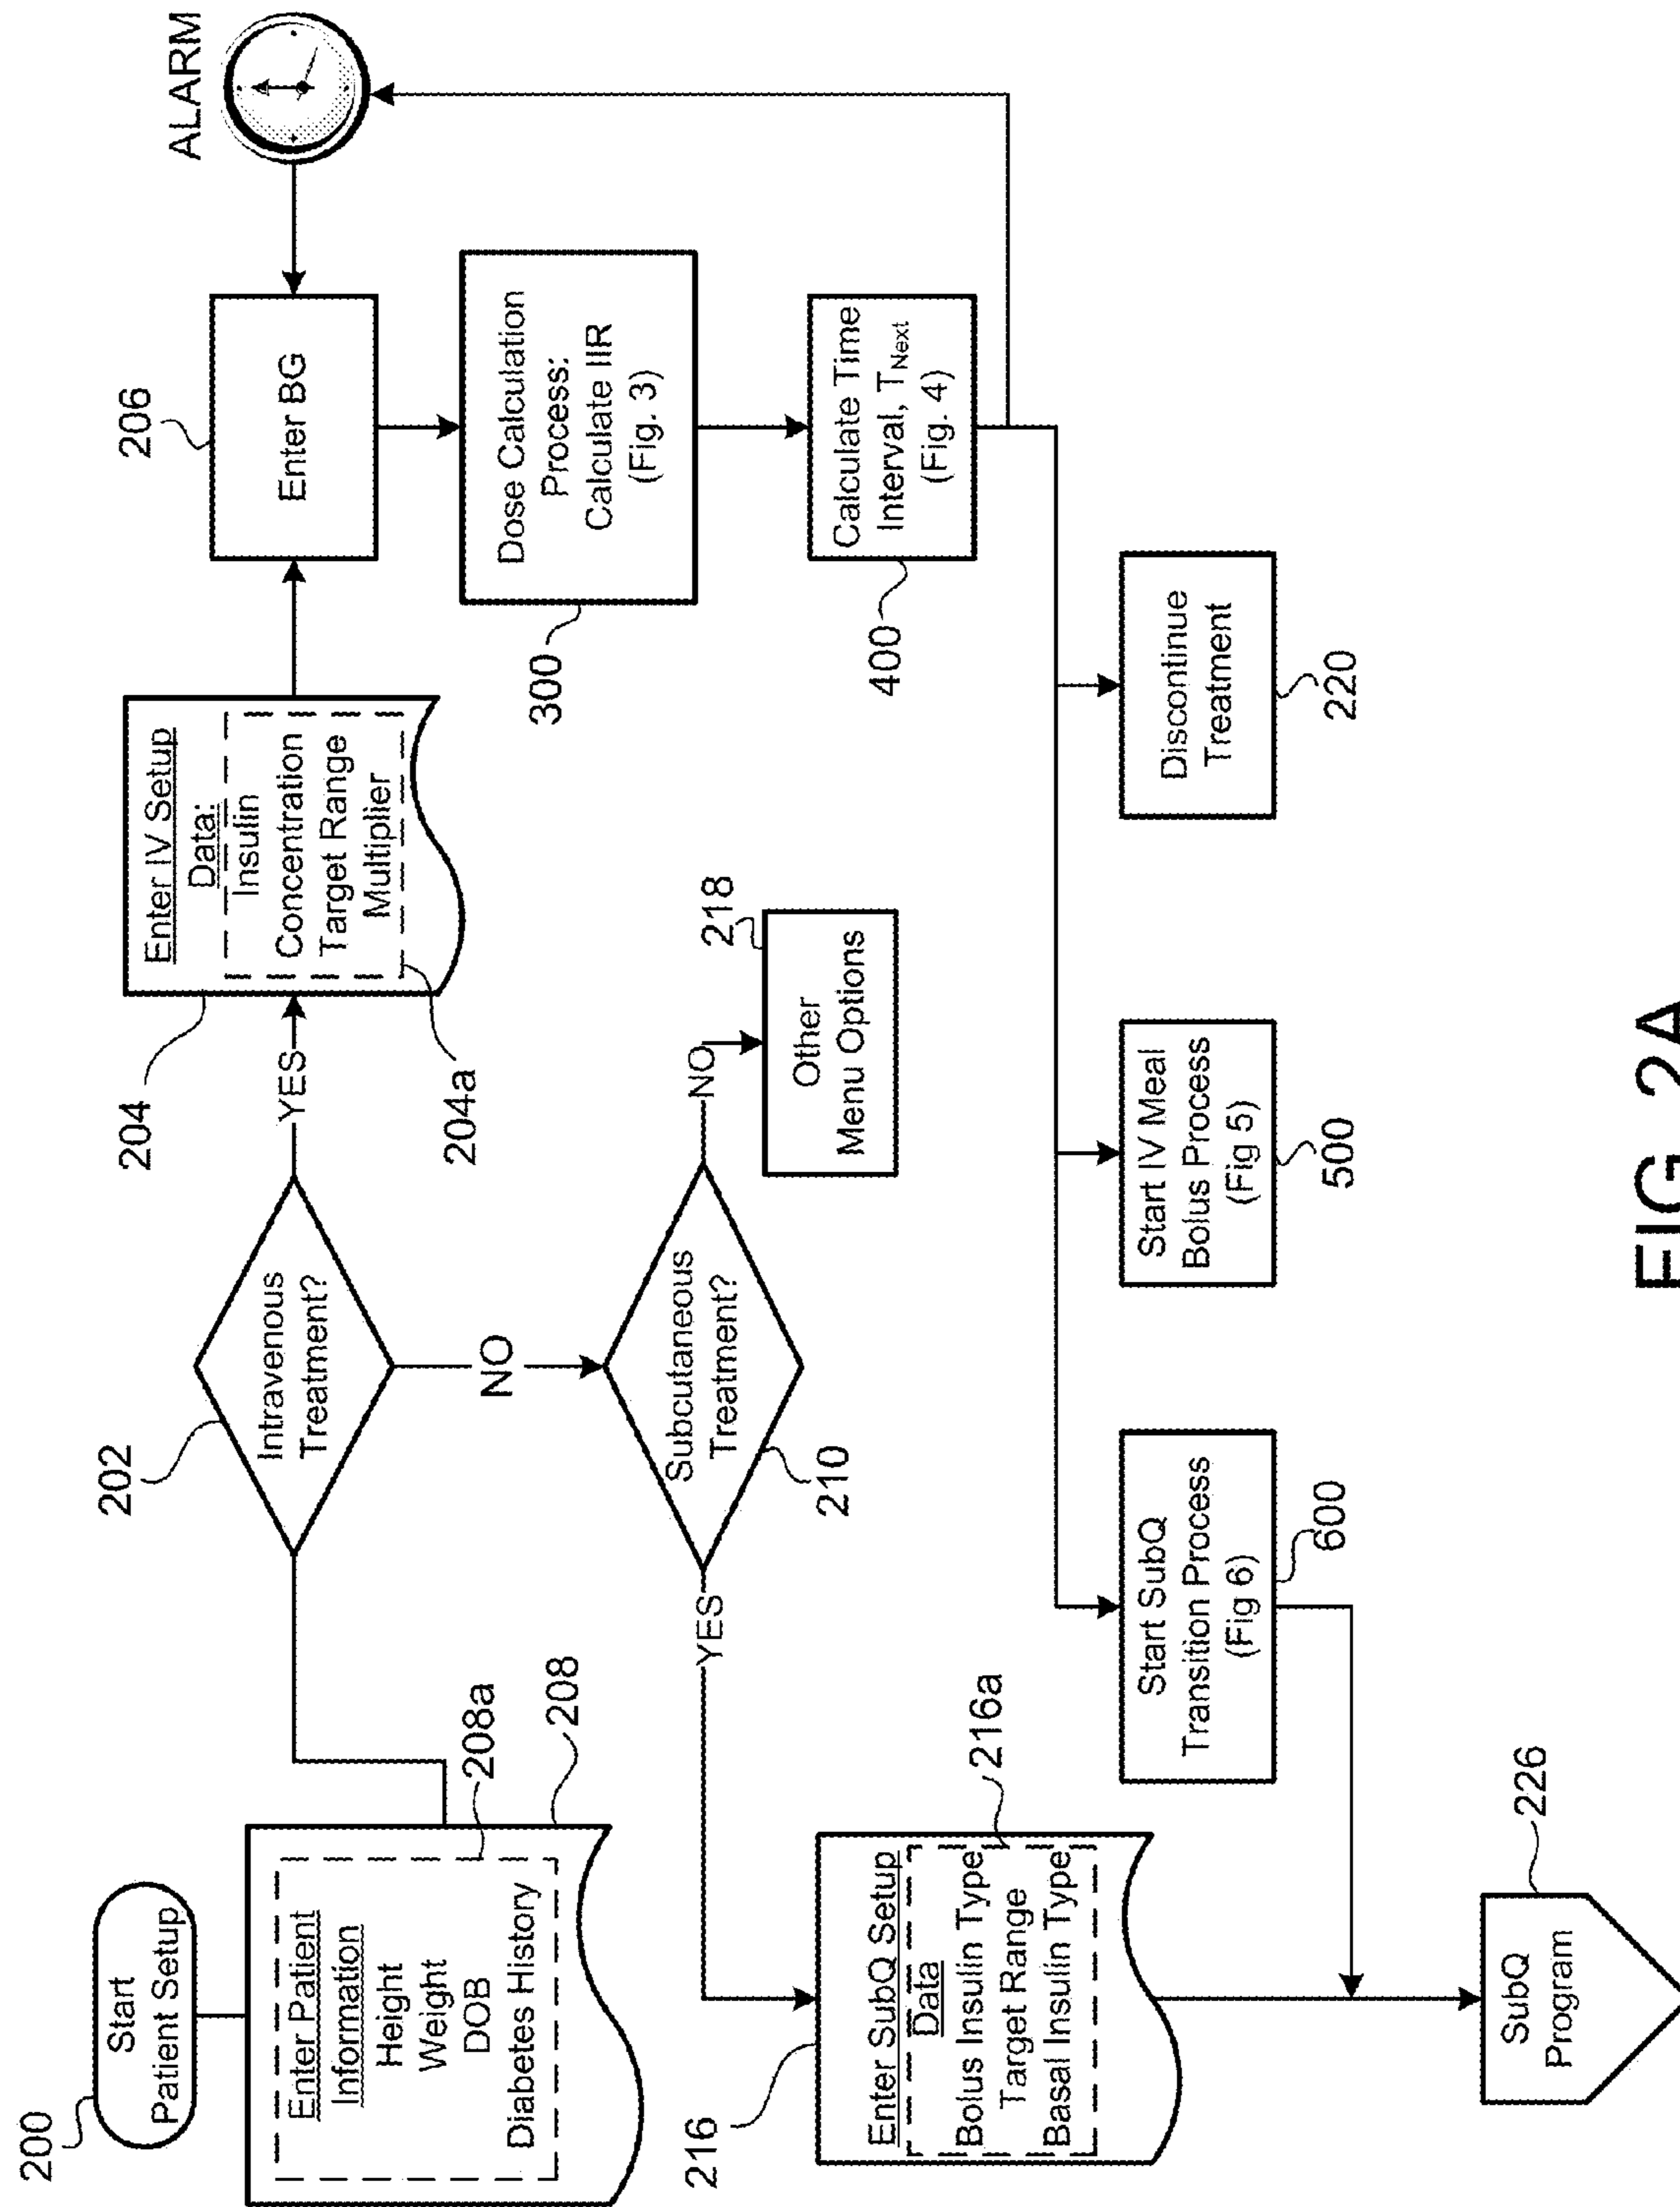 200
Start
Patient Setup
Enter Patient
Information
Height
Weight
DOB
Diabetes History
208a
208
202
Intravenous
Treatment?
YES
NO
204
Enter IV Setup
Data:
Insulin
Concentration
Target Range
Multiplier
204a
206
Enter BG
ALARM
300
Dose Calculation
Process:
Calculate IIR
(Fig. 3)
400
Calculate Time
Interval, TNext
(Fig. 4)
Subcutaneous
Treatment?
210
YES
NO
218
Other
Menu Options
216
Enter SubQ Setup
Data
Bolus Insulin Type
Target Range
Basal Insulin Type
216a
Start SubQ
Transition Process
(Fig 6)
600
Start IV Meal
Bolus Process
(Fig 5)
500
Discontinue
Treatment
220
SubQ
Program
226
FIG. 2A